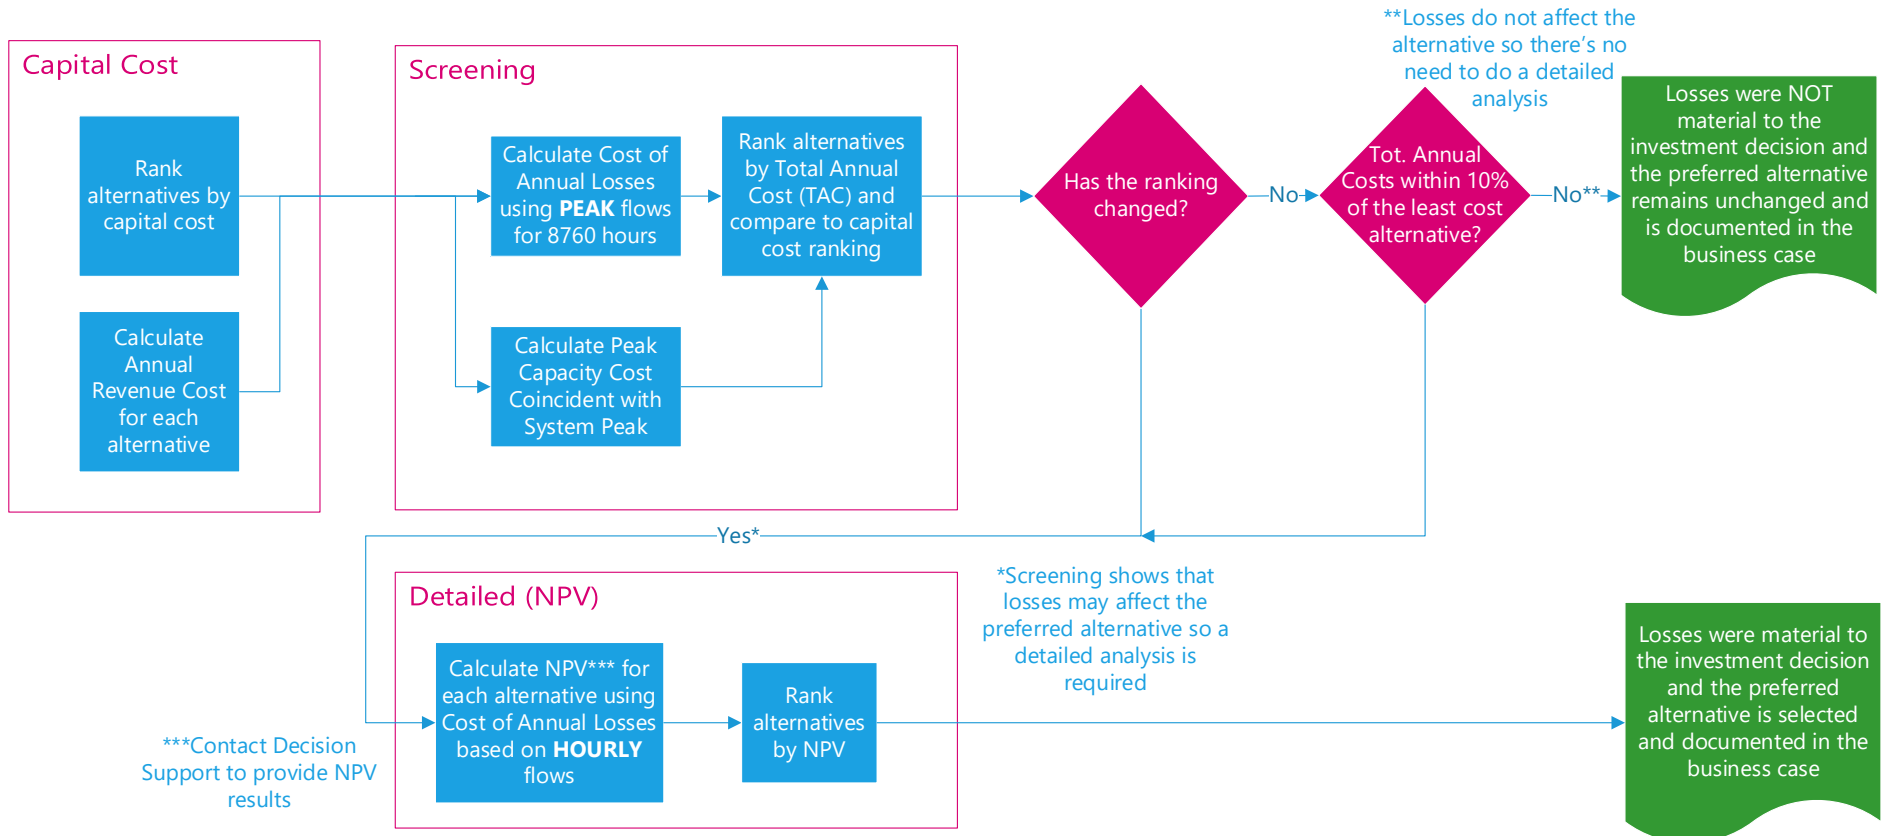 Capital Cost
Rank
alternatives by
capital cost
Calculate
Annual
Revenue Cost
for each
alternative
Screening
Calculate Cost of
Annual Losses
using PEAK flows
for 8760 hours
Calculate Peak
Capacity Cost
Coincident with
System Peak
Rank alternatives
by Total Annual
Cost (TAC) and
compare to capital
cost ranking
Has the ranking
changed?
No
**Losses do not affect the
alternative so there’s no
need to do a detailed
analysis
Tot. Annual
Costs within 10%
of the least cost
alternative?
No**
Losses were NOT
material to the
investment decision and
the preferred alternative
remains unchanged and
is documented in the
business case
Yes*
*Screening shows that
losses may affect the
preferred alternative so a
detailed analysis is
required
Detailed (NPV)
Calculate NPV*** for
each alternative using
Cost of Annual Losses
based on HOURLY
flows
Rank
alternatives
by NPV
***Contact Decision
Support to provide NPV
results
Losses were material to
the investment decision
and the preferred
alternative is selected
and documented in the
business case